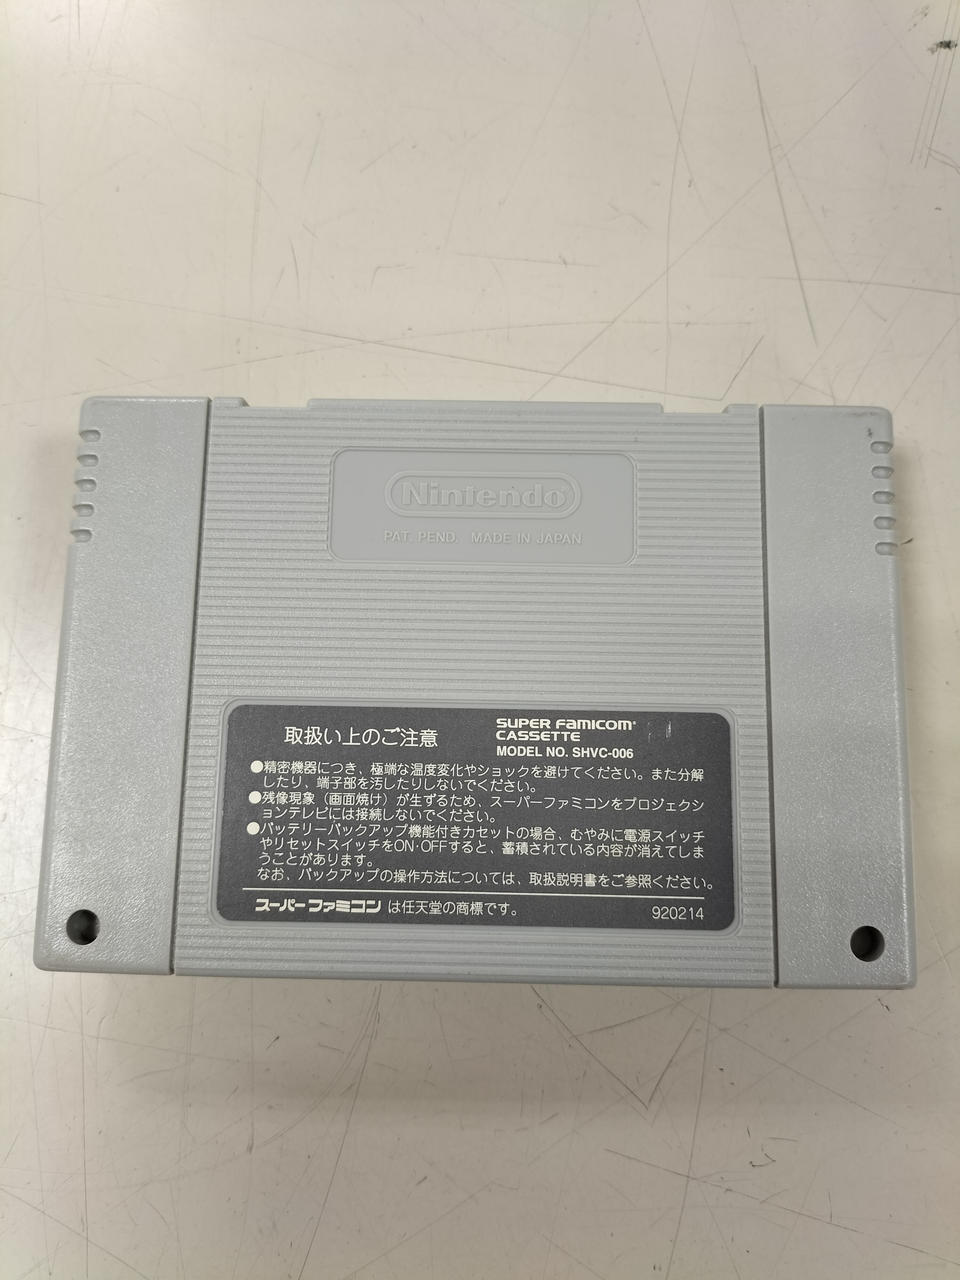 Nintendo
PAT. PEND. MADE IN JAPAN
取扱い上のご注意
SUPER FAMICOM
CASSETTE
MODEL NO. SHVC-006
●精密機器につき、極端な温度変化やショックを避けてください。また分解
したり、端子部を汚したりしないでください。
●残像現象（画面焼け）が生ずるため、スーパーファミコンをプロジェクシ
ョンテレビには接続しないでください。
●バッテリーバックアップ機能付きカセットの場合、むやみに電源スイッチ
やリセットスイッチをON・OFFすると、蓄積されている内容が消えてしま
うことがあります。
なお、バックアップの操作方法については、取扱説明書をご参照ください。
スーパーファミコンは任天堂の商標です。
920214